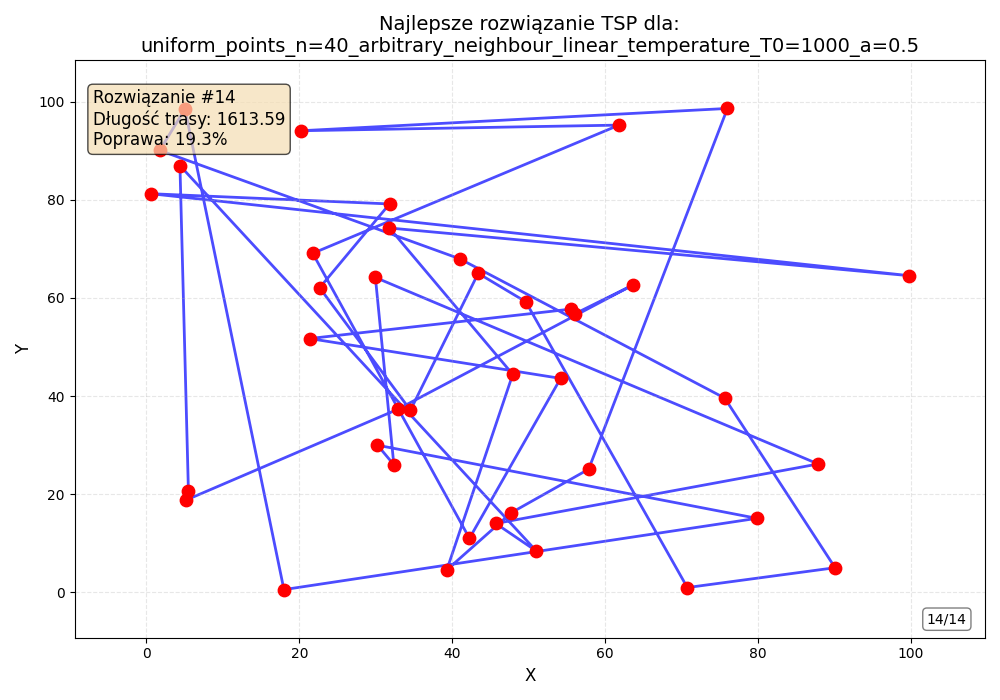 Najlepsze rozwiązanie TSP dla:
uniform_points_n=40_arbitrary_neighbour_linear_temperature_T0=1000_a=0.5
Rozwiązanie #14
Długość trasy: 1613.59
Poprawa: 19.3%
100
80
60
40
20
0
Y
14/14
0 20 40 60 80 100
X